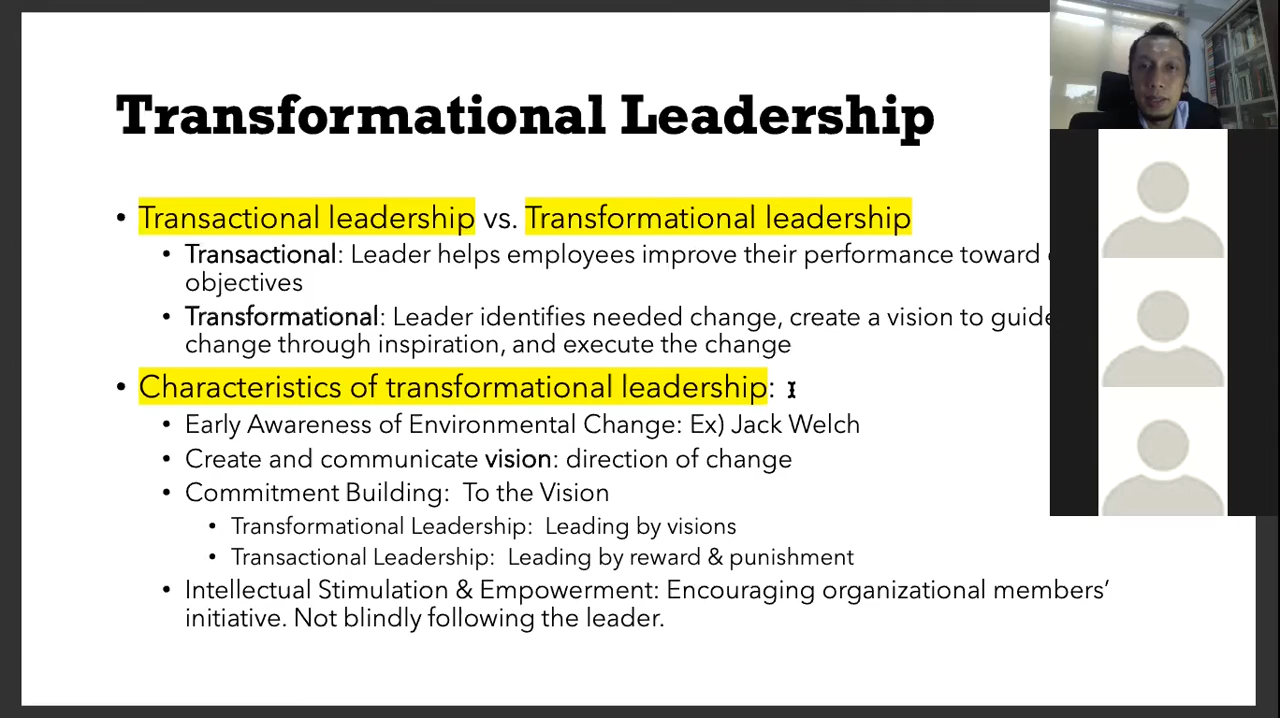 Transformational Leadership
• Transactional leadership vs. Transformational leadership
• Transactional: Leader helps employees improve their performance toward
objectives
• Transformational: Leader identifies needed change, create a vision to guide
change through inspiration, and execute the change
• Characteristics of transformational leadership:
• Early Awareness of Environmental Change: Ex) Jack Welch
• Create and communicate vision: direction of change
• Commitment Building: To the Vision
• Transformational Leadership: Leading by visions
• Transactional Leadership: Leading by reward & punishment
• Intellectual Stimulation & Empowerment: Encouraging organizational members’
initiative. Not blindly following the leader.